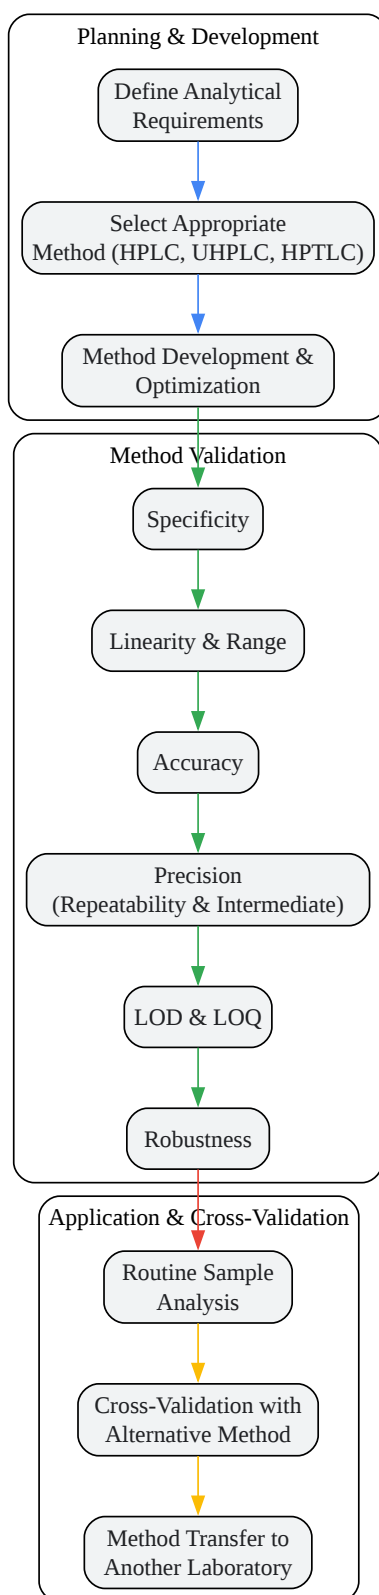 Planning & Development
Define Analytical
Requirements
Select Appropriate
Method (HPLC, UHPLC, HPTLC)
Method Development &
Optimization
Method Validation
Specificity
Linearity & Range
Accuracy
Precision
(Repeatability & Intermediate)
LOD & LOQ
Robustness
Application & Cross-Validation
Routine Sample
Analysis
Cross-Validation with
Alternative Method
Method Transfer to
Another Laboratory